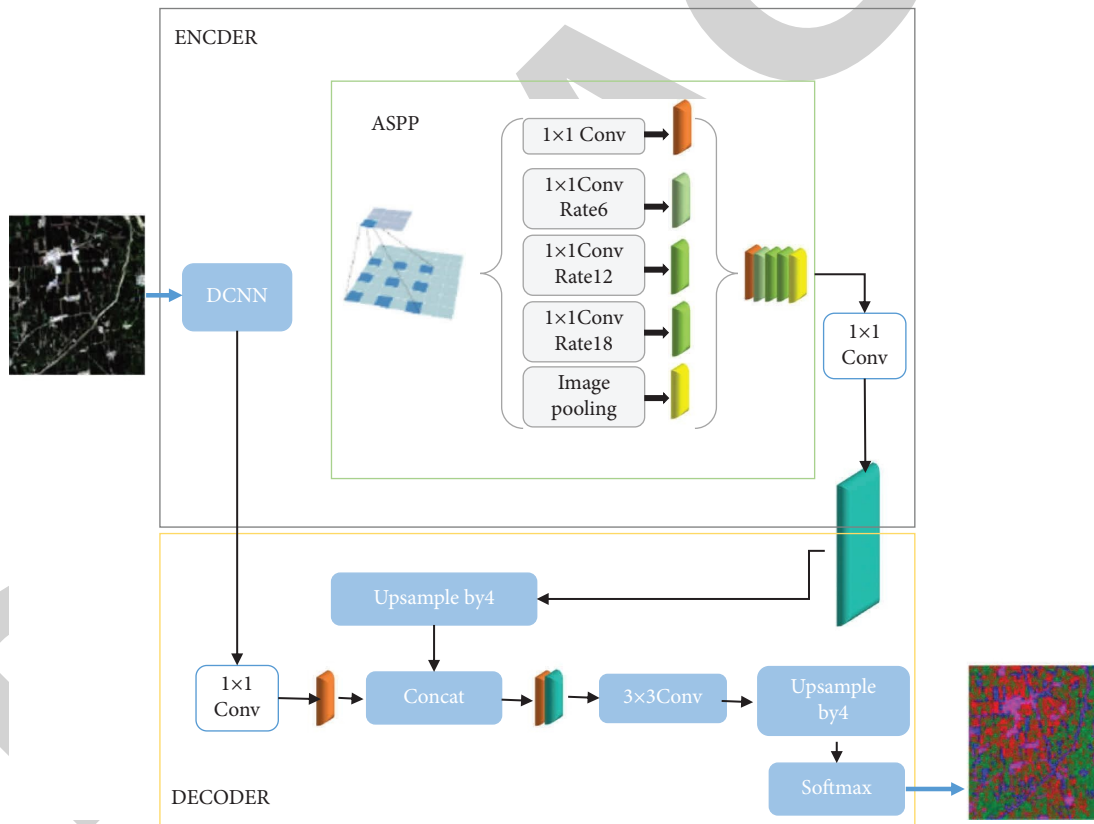 ENCDER
ASPP
1×1 Conv
1×1Conv
Rate6
1×1Conv
Rate12
1×1Conv
Rate18
Image
pooling
DCNN
1×1
Conv
Upsample by4
1×1
Conv
Concat
3×3Conv
Upsample
by4
Softmax
DECODER